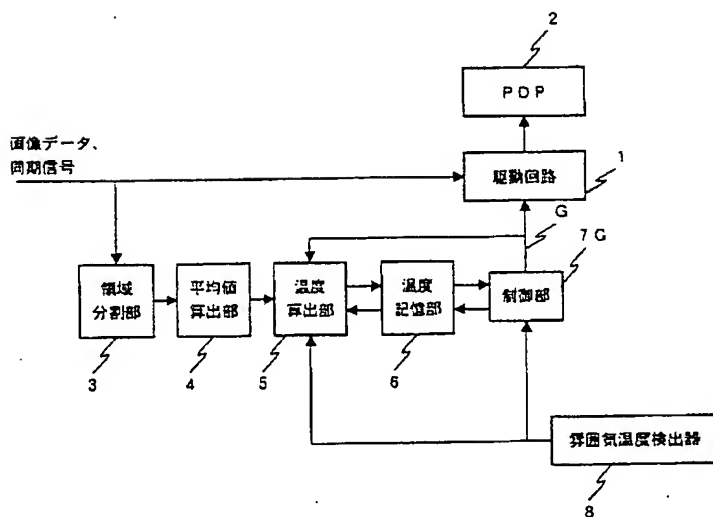 2
PDP
画像データ、
同期信号
駆動回路
1
G
7G
領域
分割部
平均値
算出部
温度
算出部
温度
記憶部
制御部
3
4
5
6
雰囲気温度検出器
8